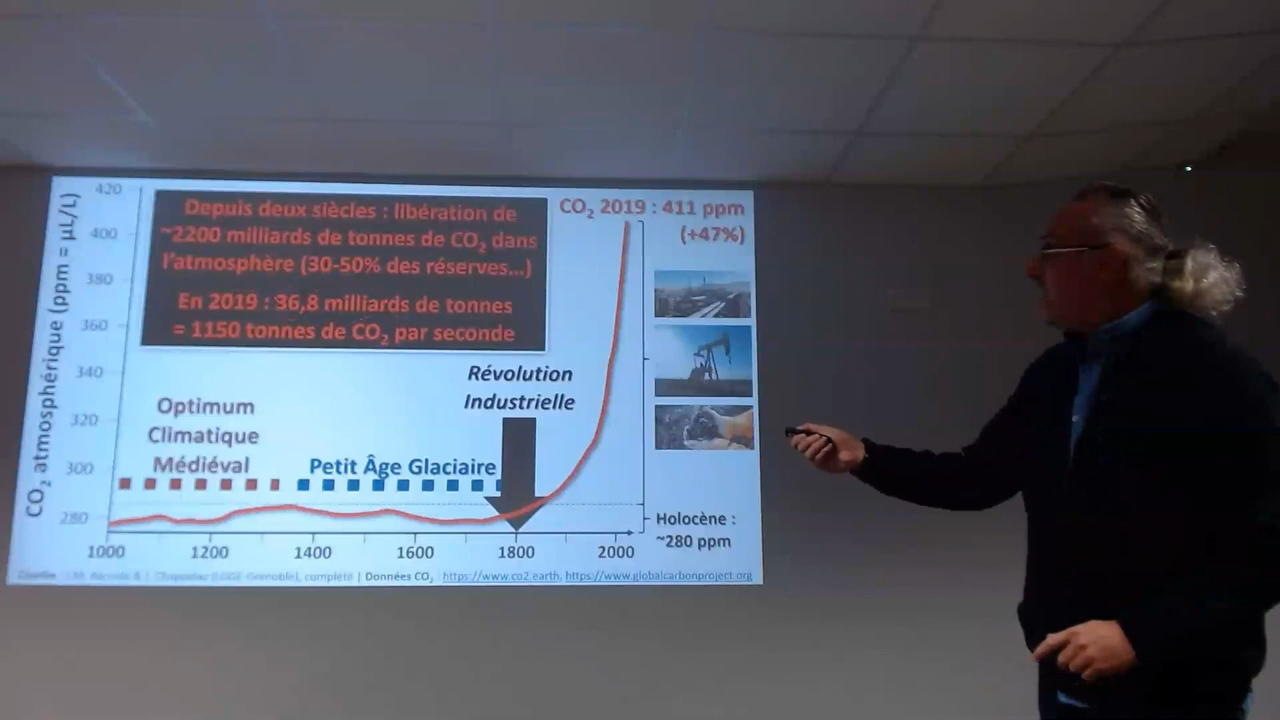 CO₂ atmosphérique (ppm = µL/L)
420
400
380
360
340
320
300
280
Depuis deux siècles : libération de
~2200 milliards de tonnes de CO₂ dans
l'atmosphère (30-50% des réserves...)
En 2019 : 36,8 milliards de tonnes
= 1150 tonnes de CO₂ par seconde
CO₂ 2019 : 411 ppm
(+47%)
Révolution
Industrielle
Optimum
Climatique
Médiéval
Petit Âge Glaciaire
Holocène :
~280 ppm
1000 1200 1400 1600 1800 2000
Grenoble), complété | Données CO₂ : https://www.co2.earth, https://www.globalcarbonproject.org